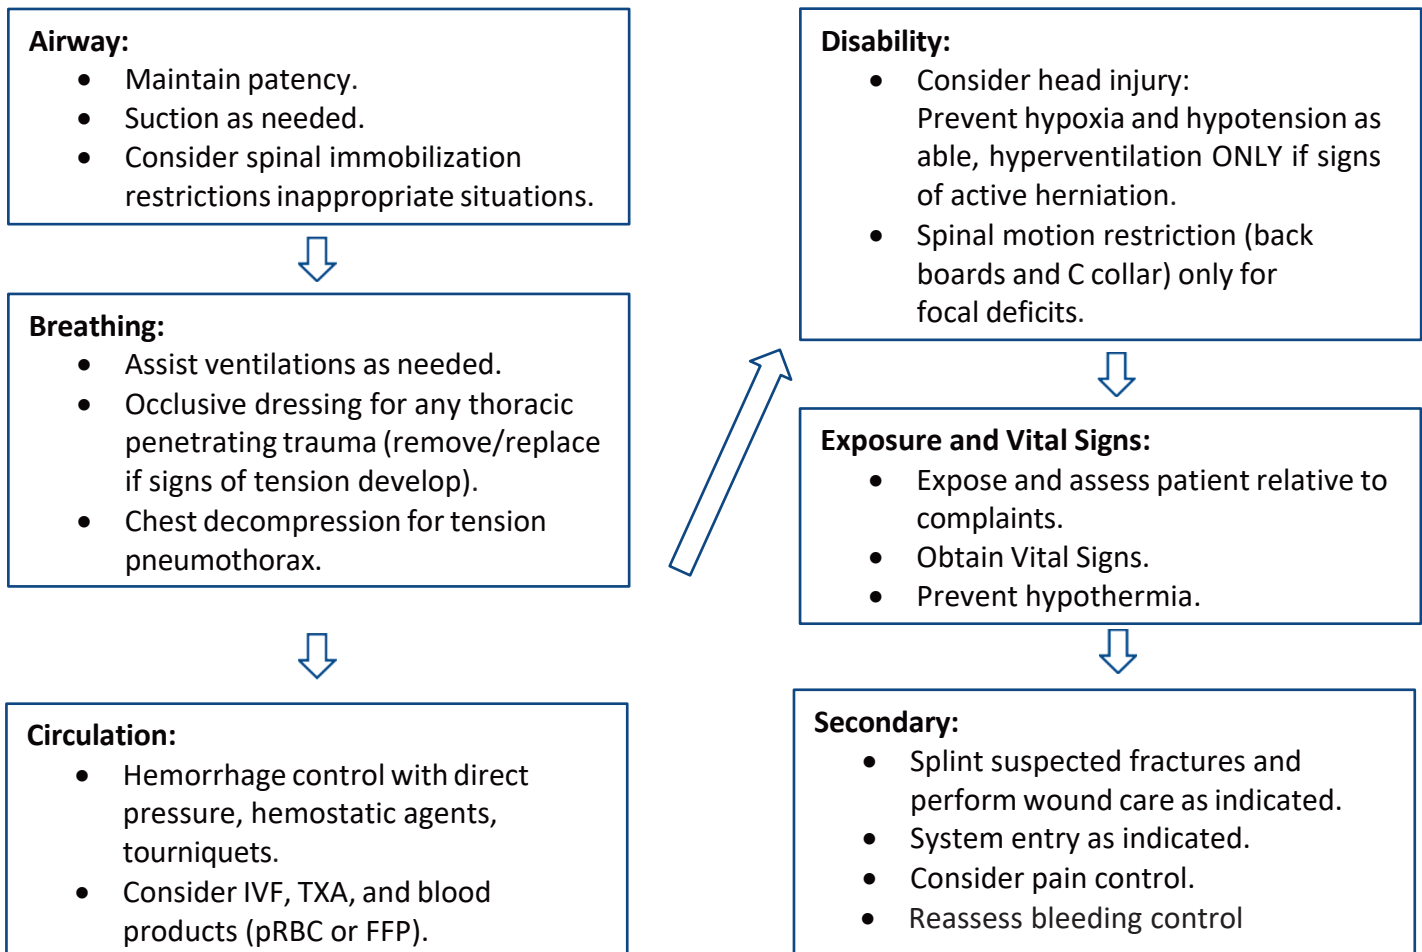 Airway:
• Maintain patency.
• Suction as needed.
• Consider spinal immobilization
restrictions inappropriate situations.
Breathing:
• Assist ventilations as needed.
• Occlusive dressing for any thoracic
penetrating trauma (remove/replace
if signs of tension develop).
• Chest decompression for tension
pneumothorax.
Circulation:
• Hemorrhage control with direct
pressure, hemostatic agents,
tourniquets.
• Consider IVF, TXA, and blood
products (pRBC or FFP).
Disability:
• Consider head injury:
Prevent hypoxia and hypotension as
able, hyperventilation ONLY if signs
of active herniation.
• Spinal motion restriction (back
boards and C collar) only for
focal deficits.
Exposure and Vital Signs:
• Expose and assess patient relative to
complaints.
• Obtain Vital Signs.
• Prevent hypothermia.
Secondary:
• Splint suspected fractures and
perform wound care as indicated.
• System entry as indicated.
• Consider pain control.
• Reassess bleeding control